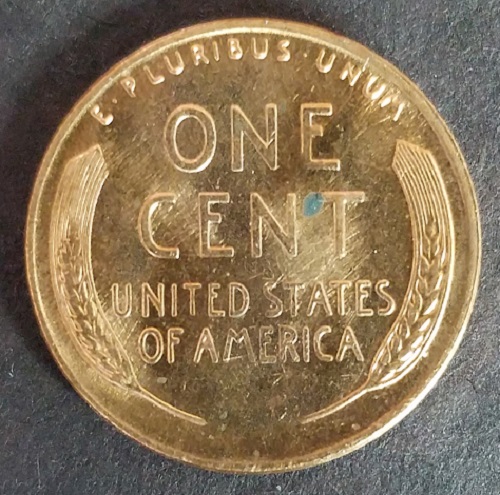 E·PLURIBUS·UNUM
ONE
CENT
UNITED STATES
OF AMERICA